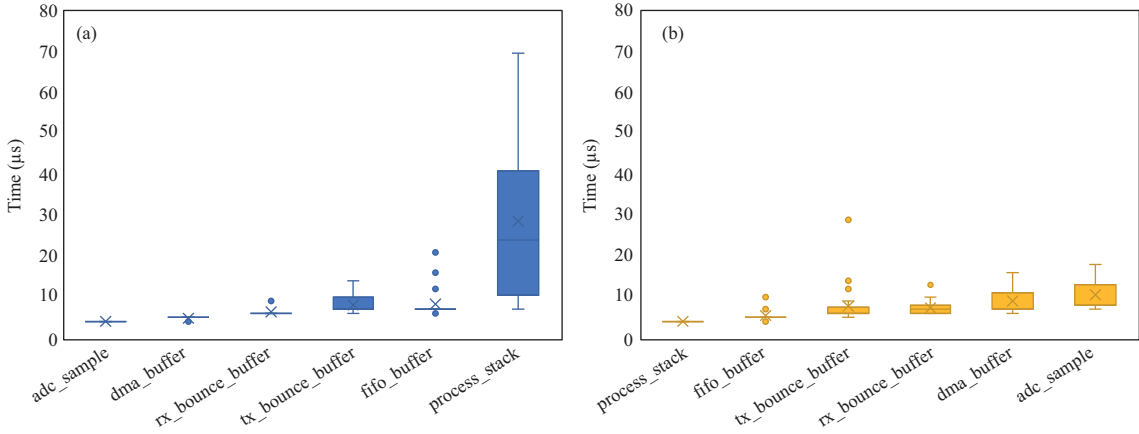 (a)
Time (µs)
80
70
60
50
40
30
20
10
0
adc_sample
dma_buffer
rx_bounce_buffer
tx_bounce_buffer
fifo_buffer
process_stack
(b)
Time (µs)
80
70
60
50
40
30
20
10
0
process_stack
fifo_buffer
tx_bounce_buffer
rx_bounce_buffer
dma_buffer
adc_sample